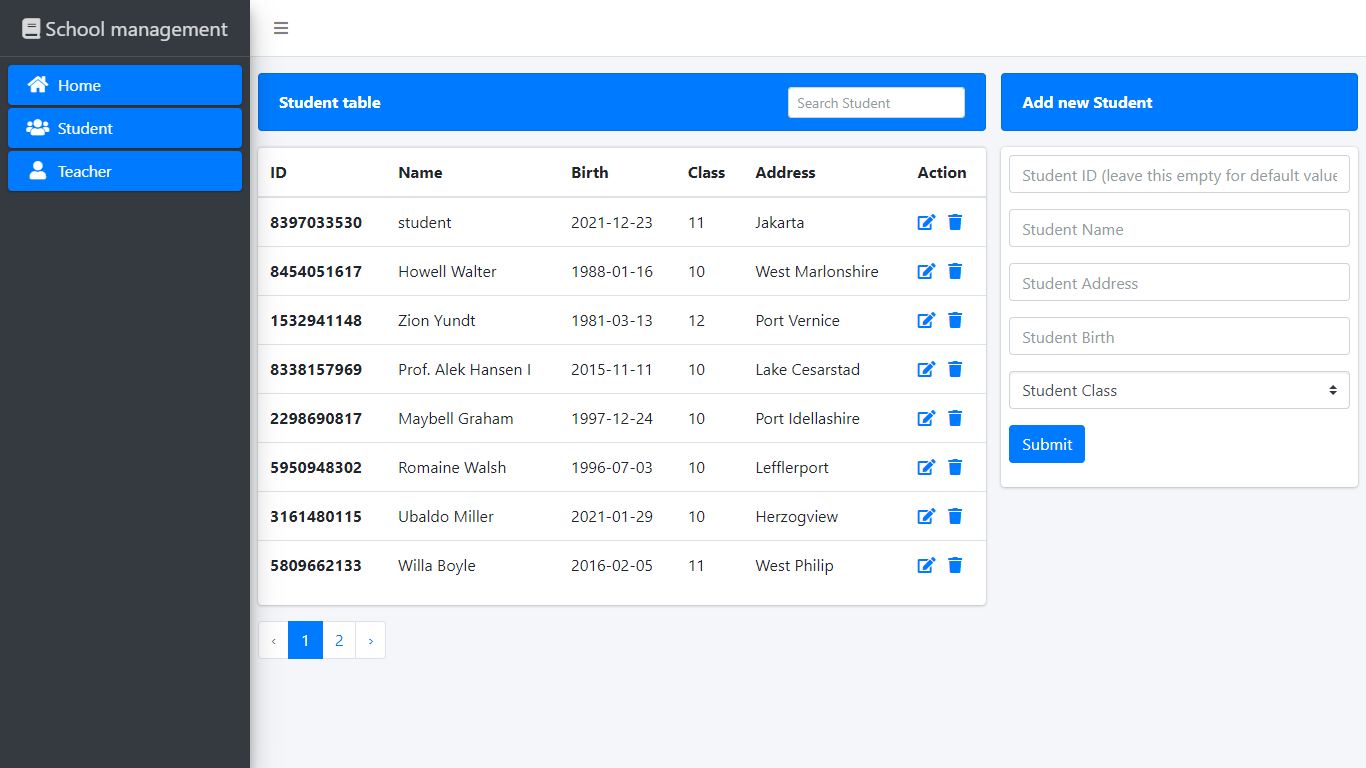 School management
Home
Student
Teacher
Student table
Search Student
ID Name Birth Class Address Action
8397033530 student 2021-12-23 11 Jakarta
8454051617 Howell Walter 1988-01-16 10 West Marlonshire
1532941148 Zion Yundt 1981-03-13 12 Port Vernice
8338157969 Prof. Alek Hansen I 2015-11-11 10 Lake Cesarstad
2298690817 Maybell Graham 1997-12-24 10 Port Idellashire
5950948302 Romaine Walsh 1996-07-03 10 Lefflerport
3161480115 Ubaldo Miller 2021-01-29 10 Herzogview
5809662133 Willa Boyle 2016-02-05 11 West Philip
‹ 1 2 ›
Add new Student
Student ID (leave this empty for default value
Student Name
Student Address
Student Birth
Student Class
Submit